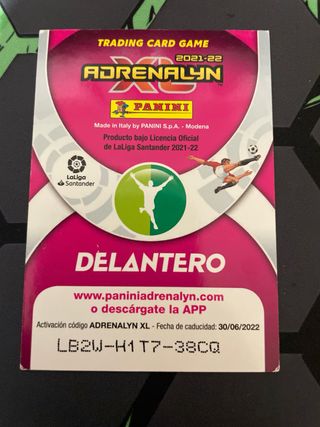 TRADING CARD GAME
2021-22
ADRENALYN
XL
PANINI
Made in Italy by PANINI S.p.A. - Modena
Producto bajo Licencia Oficial
de LaLiga Santander 2021-22
LaLiga
Santander
DELANTERO
www.paniniadrenalyn.com
o descárgate la APP
Activación código ADRENALYN XL - Fecha de caducidad: 30/06/2022
LB2W-H1T7-38CQ